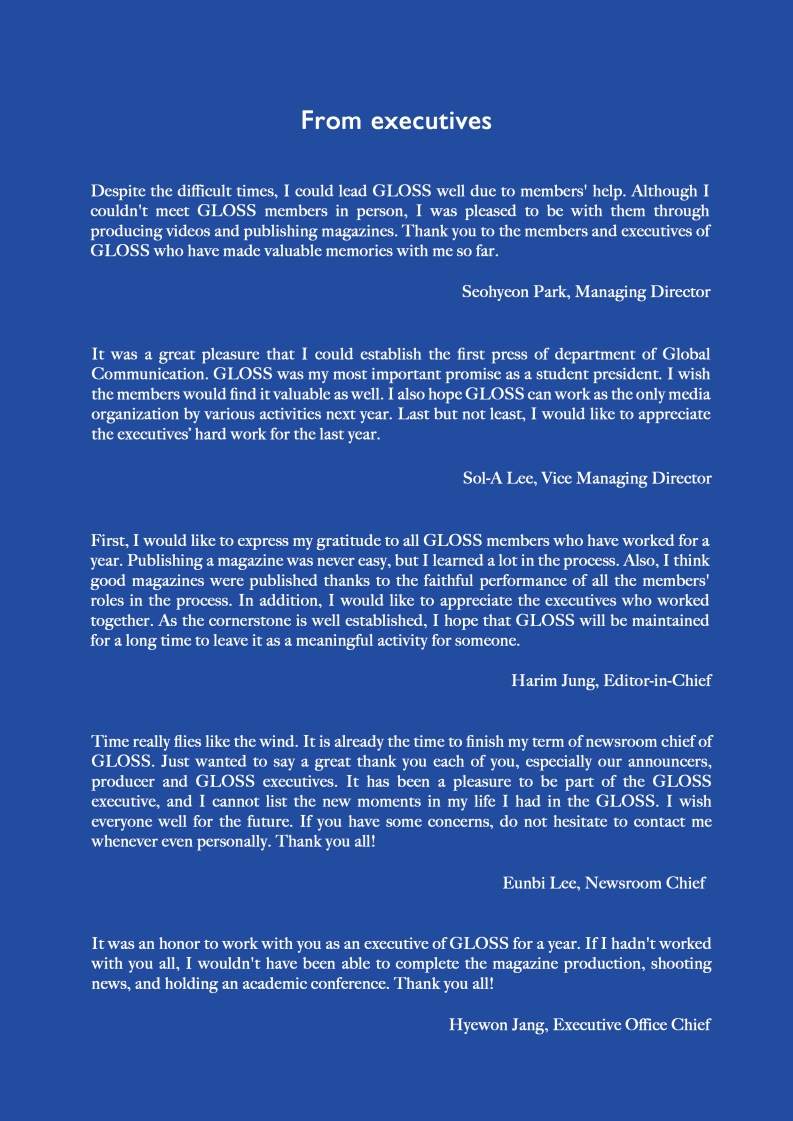 From executives
Despite the difficult times, I could lead GLOSS well due to members' help. Although I
couldn't meet GLOSS members in person, I was pleased to be with them through
producing videos and publishing magazines. Thank you to the members and executives of
GLOSS who have made valuable memories with me so far.
Seohyeon Park, Managing Director
It was a great pleasure that I could establish the first press of department of Global
Communication. GLOSS was my most important promise as a student president. I wish
the members would find it valuable as well. I also hope GLOSS can work as the only media
organization by various activities next year. Last but not least, I would like to appreciate
the executives’ hard work for the last year.
Sol-A Lee, Vice Managing Director
First, I would like to express my gratitude to all GLOSS members who have worked for a
year. Publishing a magazine was never easy, but I learned a lot in the process. Also, I think
good magazines were published thanks to the faithful performance of all the members'
roles in the process. In addition, I would like to appreciate the executives who worked
together. As the cornerstone is well established, I hope that GLOSS will be maintained
for a long time to leave it as a meaningful activity for someone.
Harim Jung, Editor-in-Chief
Time really flies like the wind. It is already the time to finish my term of newsroom chief of
GLOSS. Just wanted to say a great thank you each of you, especially our announcers,
producer and GLOSS executives. It has been a pleasure to be part of the GLOSS
executive, and I cannot list the new moments in my life I had in the GLOSS. I wish
everyone well for the future. If you have some concerns, do not hesitate to contact me
whenever even personally. Thank you all!
Eunbi Lee, Newsroom Chief
It was an honor to work with you as an executive of GLOSS for a year. If I hadn't worked
with you all, I wouldn't have been able to complete the magazine production, shooting
news, and holding an academic conference. Thank you all!
Hyewon Jang, Executive Office Chief